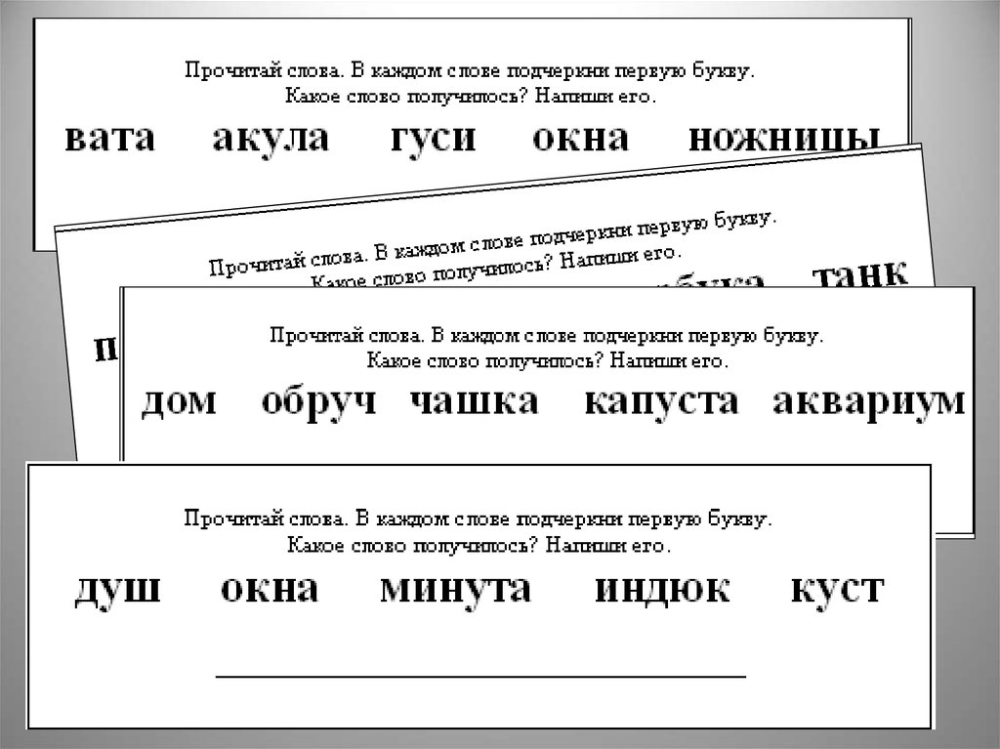 Прочитай слова. В каждом слове подчеркни первую букву.
Какое слово получилось? Напиши его.
вата акула гуси окна ножницы
Прочитай слова. В каждом слове подчеркни первую букву.
Какое слово получилось? Напиши его.
танк
Прочитай слова. В каждом слове подчеркни первую букву.
Какое слово получилось? Напиши его.
дом обруч чашка капуста аквариум
Прочитай слова. В каждом слове подчеркни первую букву.
Какое слово получилось? Напиши его.
душ окна минута индюк куст